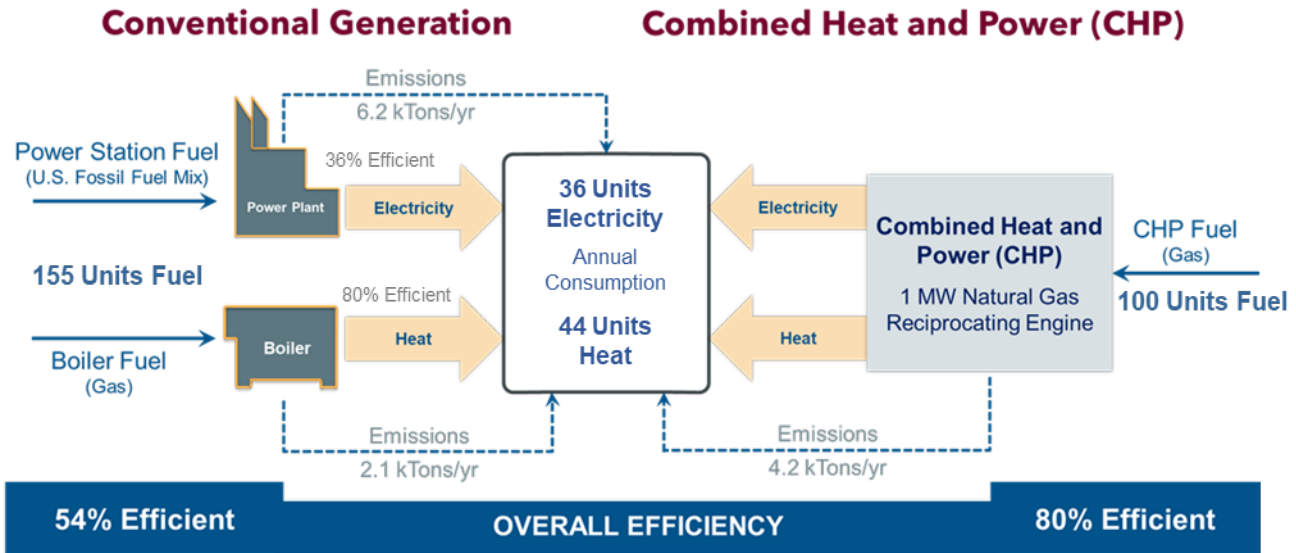 Conventional Generation
Combined Heat and Power (CHP)
Emissions
6.2 kTons/yr
Power Station Fuel
(U.S. Fossil Fuel Mix)
36% Efficient
Power Plant
Electricity
155 Units Fuel
80% Efficient
Boiler
Heat
Boiler Fuel
(Gas)
Emissions
2.1 kTons/yr
36 Units
Electricity
Annual
Consumption
44 Units
Heat
Electricity
Heat
Combined Heat and
Power (CHP)
1 MW Natural Gas
Reciprocating Engine
CHP Fuel
(Gas)
100 Units Fuel
Emissions
4.2 kTons/yr
54% Efficient
OVERALL EFFICIENCY
80% Efficient